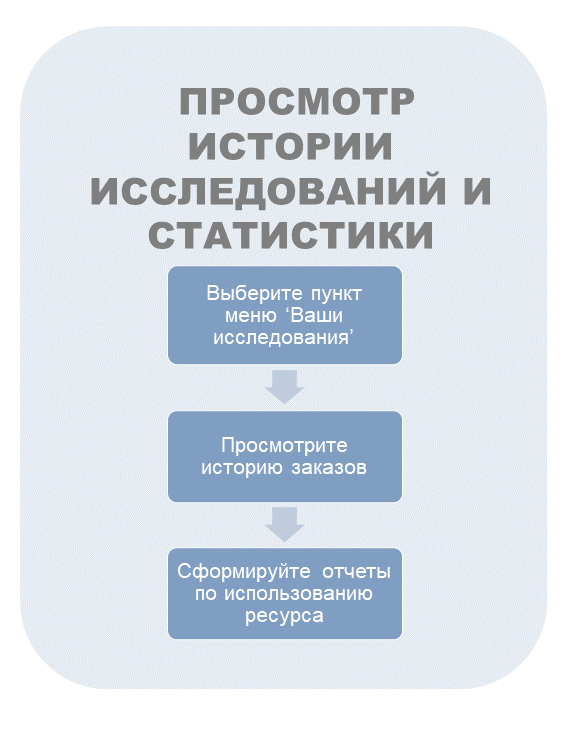 ПРОСМОТР
ИСТОРИИ
ИССЛЕДОВАНИЙ И
СТАТИСТИКИ
Выберите пункт
меню ‘Ваши
исследования’
Просмотрите
историю заказов
Сформируйте отчеты
по использованию
ресурса